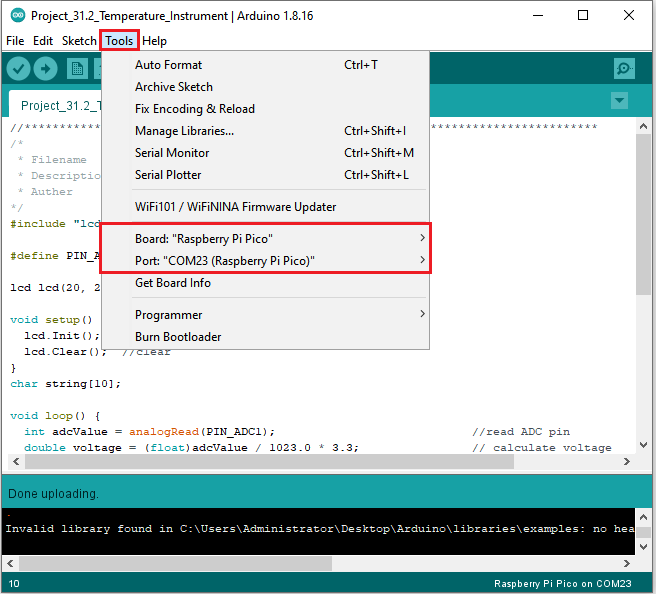 Project_31.2_Temperature_Instrument | Arduino 1.8.16
File Edit Sketch Tools Help
Auto Format Ctrl+T
Archive Sketch
Fix Encoding & Reload
Manage Libraries... Ctrl+Shift+I
Serial Monitor Ctrl+Shift+M
Serial Plotter Ctrl+Shift+L
WiFi101 / WiFiNINA Firmware Updater
Board: "Raspberry Pi Pico"
Port: "COM23 (Raspberry Pi Pico)"
Get Board Info
Programmer
Burn Bootloader
Project_31.2_T
/*
* Filename
* Descriptio
* Auther
*/
#include "lcd
#define PIN_A
lcd lcd(20, 2
void setup()
lcd.Init();
lcd.Clear(); //clear
}
char string[10];
void loop() {
int adcValue = analogRead(PIN_ADC1); //read ADC pin
double voltage = (float)adcValue / 1023.0 * 3.3; // calculate voltage
Done uploading.
Invalid library found in C:\Users\Administrator\Desktop\Arduino\libraries\examples: no hea
10 Raspberry Pi Pico on COM23